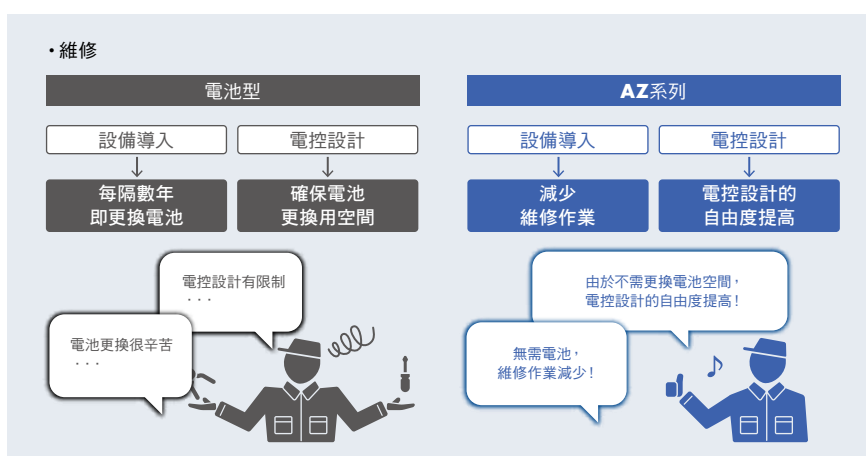 ・維修
電池型
設備導入
電控設計
每隔數年
即更換電池
確保電池
更換用空間
電控設計有限制
・・・
電池更換很辛苦
・・・
AZ系列
設備導入
電控設計
減少
維修作業
電控設計的
自由度提高
由於不需更換電池空間，
電控設計的自由度提高！
無需電池，
維修作業減少！